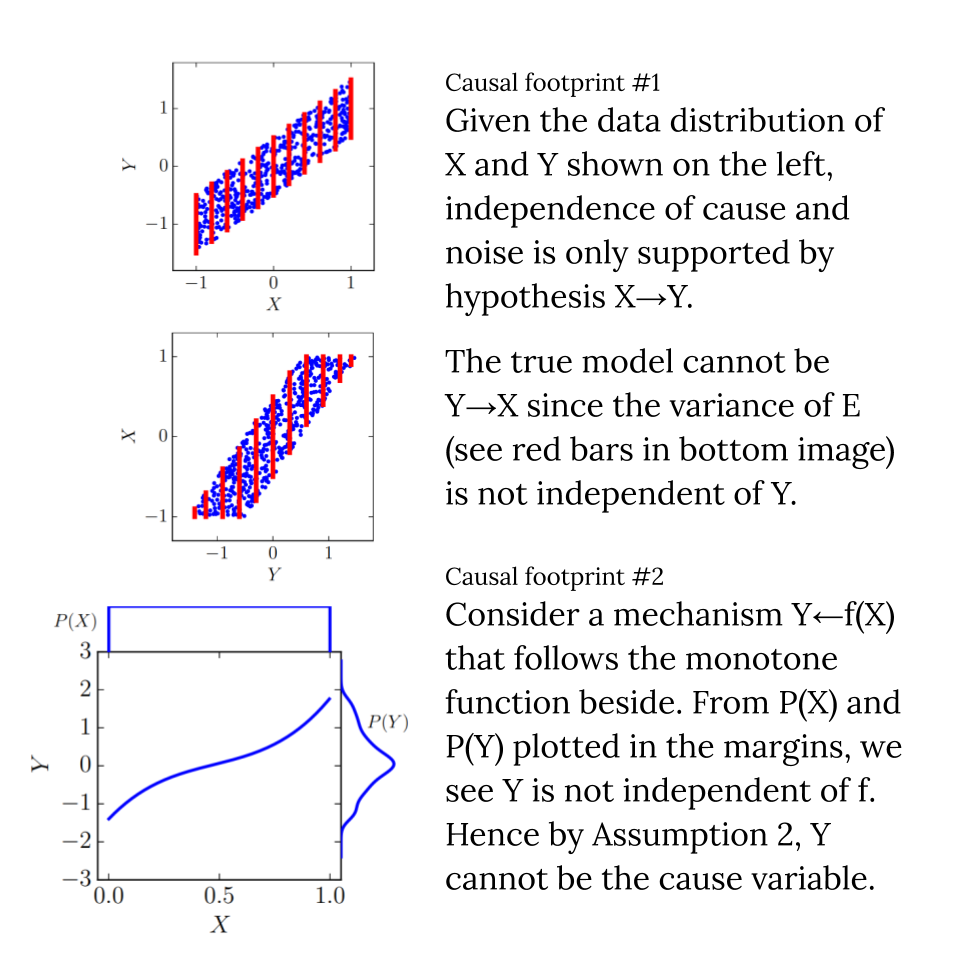 Causal footprint #1
Given the data distribution of
X and Y shown on the left,
independence of cause and
noise is only supported by
hypothesis X→Y.
The true model cannot be
Y→X since the variance of E
(see red bars in bottom image)
is not independent of Y.
Causal footprint #2
Consider a mechanism Y←f(X)
that follows the monotone
function beside. From P(X) and
P(Y) plotted in the margins, we
see Y is not independent of f.
Hence by Assumption 2, Y
cannot be the cause variable.
Y
1
0
−1
−1 0 1
X
X
1
0
−1
−1 0 1
Y
P(X)
P(Y)
Y
3
2
1
0
−1
−2
−3
0.0 0.5 1.0
X